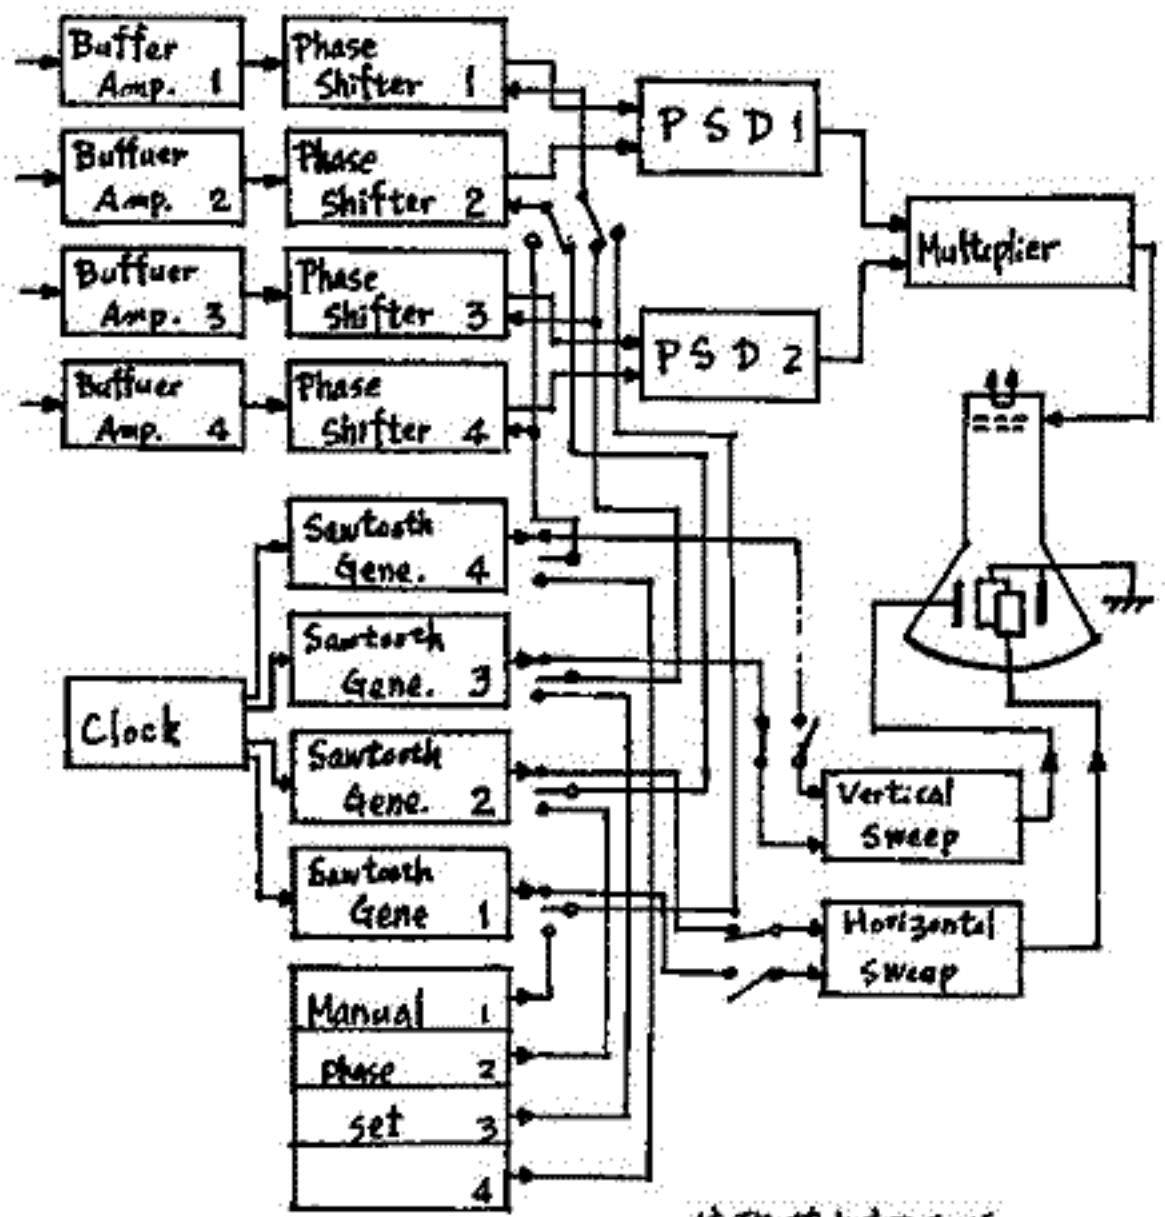 Buffer
Amp. 1
Phase
Shifter 1
Buffuer
Amp. 2
Phase
Shifter 2
Buffuer
Amp. 3
Phase
Shifter 3
Buffuer
Amp. 4
Phase
Shifter 4
P S D 1
P S D 2
Multiplier
Sawtooth
Gene. 4
Sawtooth
Gene. 3
Sawtooth
Gene. 2
Sawtooth
Gene 1
Clock
Manual 1
phase 2
set 3
4
Vertical
Sweep
Horizontal
Sweep